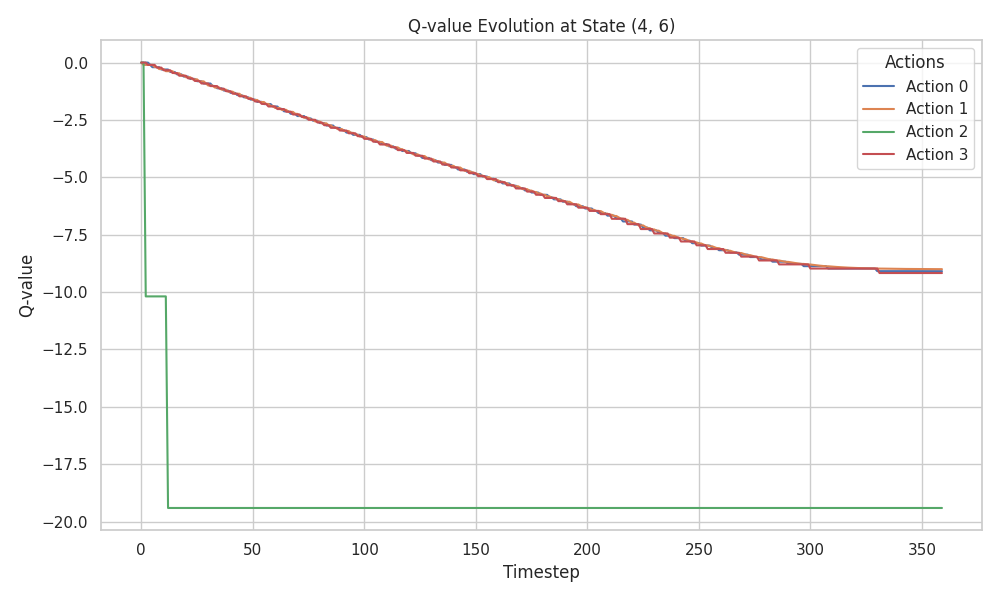 Q-value Evolution at State (4, 6)
Actions
Action 0
Action 1
Action 2
Action 3
Q-value
0.0
−2.5
−5.0
−7.5
−10.0
−12.5
−15.0
−17.5
−20.0
0 50 100 150 200 250 300 350
Timestep